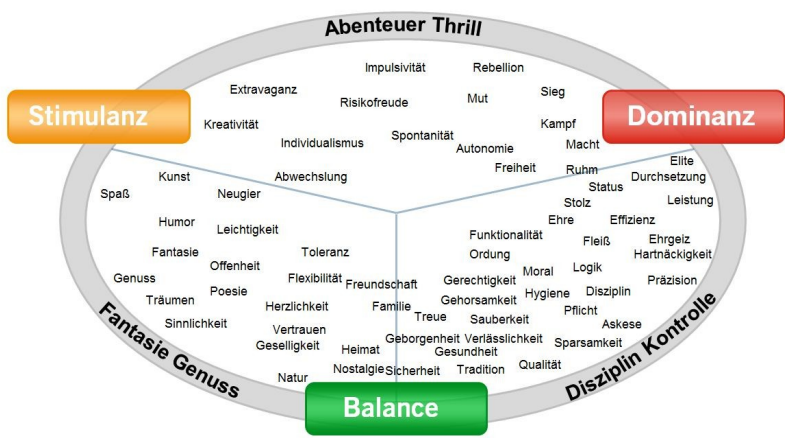 Abenteuer Thrill
Impulsivität
Rebellion
Extravaganz
Sieg
Risikofreude
Mut
Stimulanz
Dominanz
Kreativität
Kampf
Spontanität
Individualismus
Autonomie
Macht
Elite
Freiheit
Ruhm
Kunst
Abwechslung
Durchsetzung
Status
Spaß
Neugier
Stolz
Leistung
Humor
Ehre
Effizienz
Leichtigkeit
Funktionalität
Fleiß
Ehrgeiz
Fantasie
Toleranz
Ordung
Hartnäckigkeit
Offenheit
Moral
Logik
Genuss
Flexibilität
Freundschaft
Gerechtigkeit
Präzision
Poesie
Hygiene
Disziplin
Träumen
Herzlichkeit
Familie
Gehorsamkeit
Pflicht
Treue
Sauberkeit
Sinnlichkeit
Askese
Vertrauen
Geborgenheit
Verlässlichkeit
Geselligkeit
Sparsamkeit
Heimat
Gesundheit
Nostalgie
Sicherheit
Tradition
Qualität
Natur
Fantasie Genuss
Disziplin Kontrolle
Balance